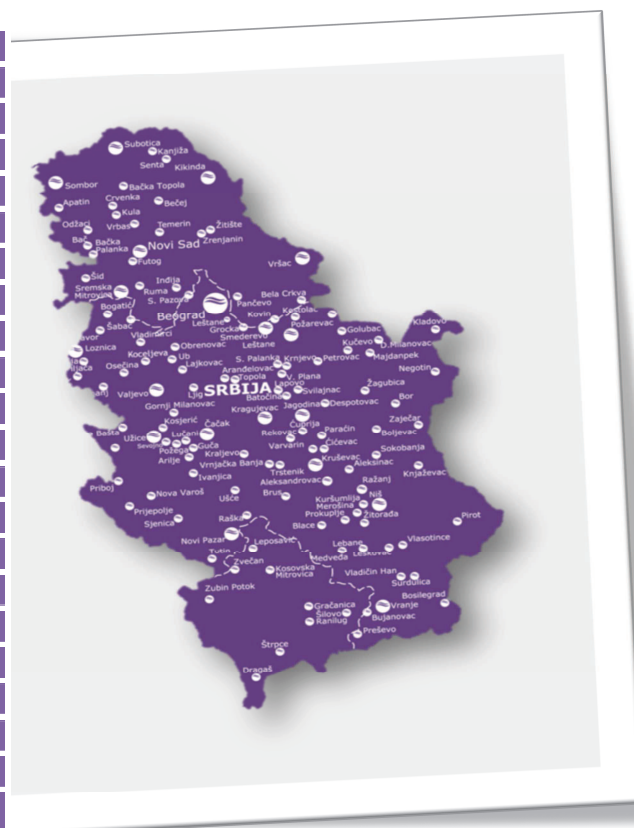 Subotica
Kanjiža
Senta
Kikinda
Sombor
Bačka Topola
Apatin
Crvenka
Bečej
Kula
Odžaci
Vrbas
Temerin
Žitište
Zrenjanin
Bač
Bačka
Palanka
Novi Sad
Futog
Vršac
Šid
Inđija
Sremska
Mitrovica
Ruma
S. Pazova
Pančevo
Bela Crkva
Bogatić
Beograd
Kovin
Kostolac
Leštane
Grocka
Požarevac
Kladovo
Šabac
Vladimirci
Smederevo
Leštane
Golubac
Loznica
Obrenovac
Kučevo
D.Milanovac
Koceljeva
Ub
S. Palanka
Krnjevo
Petrovac
Majdanpek
Osečina
Lajkovac
Aranđelovac
Negotin
Topola
V. Plana
Valjevo
Ljig
SRBIJA
Lapovo
Svilajnac
Žagubica
Batočina
Gornji Milanovac
Kragujevac
Jagodina
Despotovac
Bor
Kosjerić
Čačak
Ćuprija
Zaječar
Bašta
Užice
Lučani
Rekovac
Paraćin
Boljevac
Sevojno
Požega
Guča
Varvarin
Ćićevac
Arilje
Kraljevo
Kruševac
Sokobanja
Vrnjačka Banja
Trstenik
Aleksinac
Knjaževac
Ivanjica
Aleksandrovac
Priboj
Ražanj
Nova Varoš
Ušće
Brus
Kuršumlija
Niš
Merošina
Prijepolje
Prokuplje
Žitorađa
Pirot
Sjenica
Raška
Blace
Novi Pazar
Leposavić
Lebane
Vlasotince
Tutin
Medveđa
Leskovac
Zvečan
Kosovska
Mitrovica
Vladičin Han
Surdulica
Zubin Potok
Bosilegrad
Gračanica
Vranje
Šilovo
Ranilug
Bujanovac
Preševo
Štrpce
Dragaš